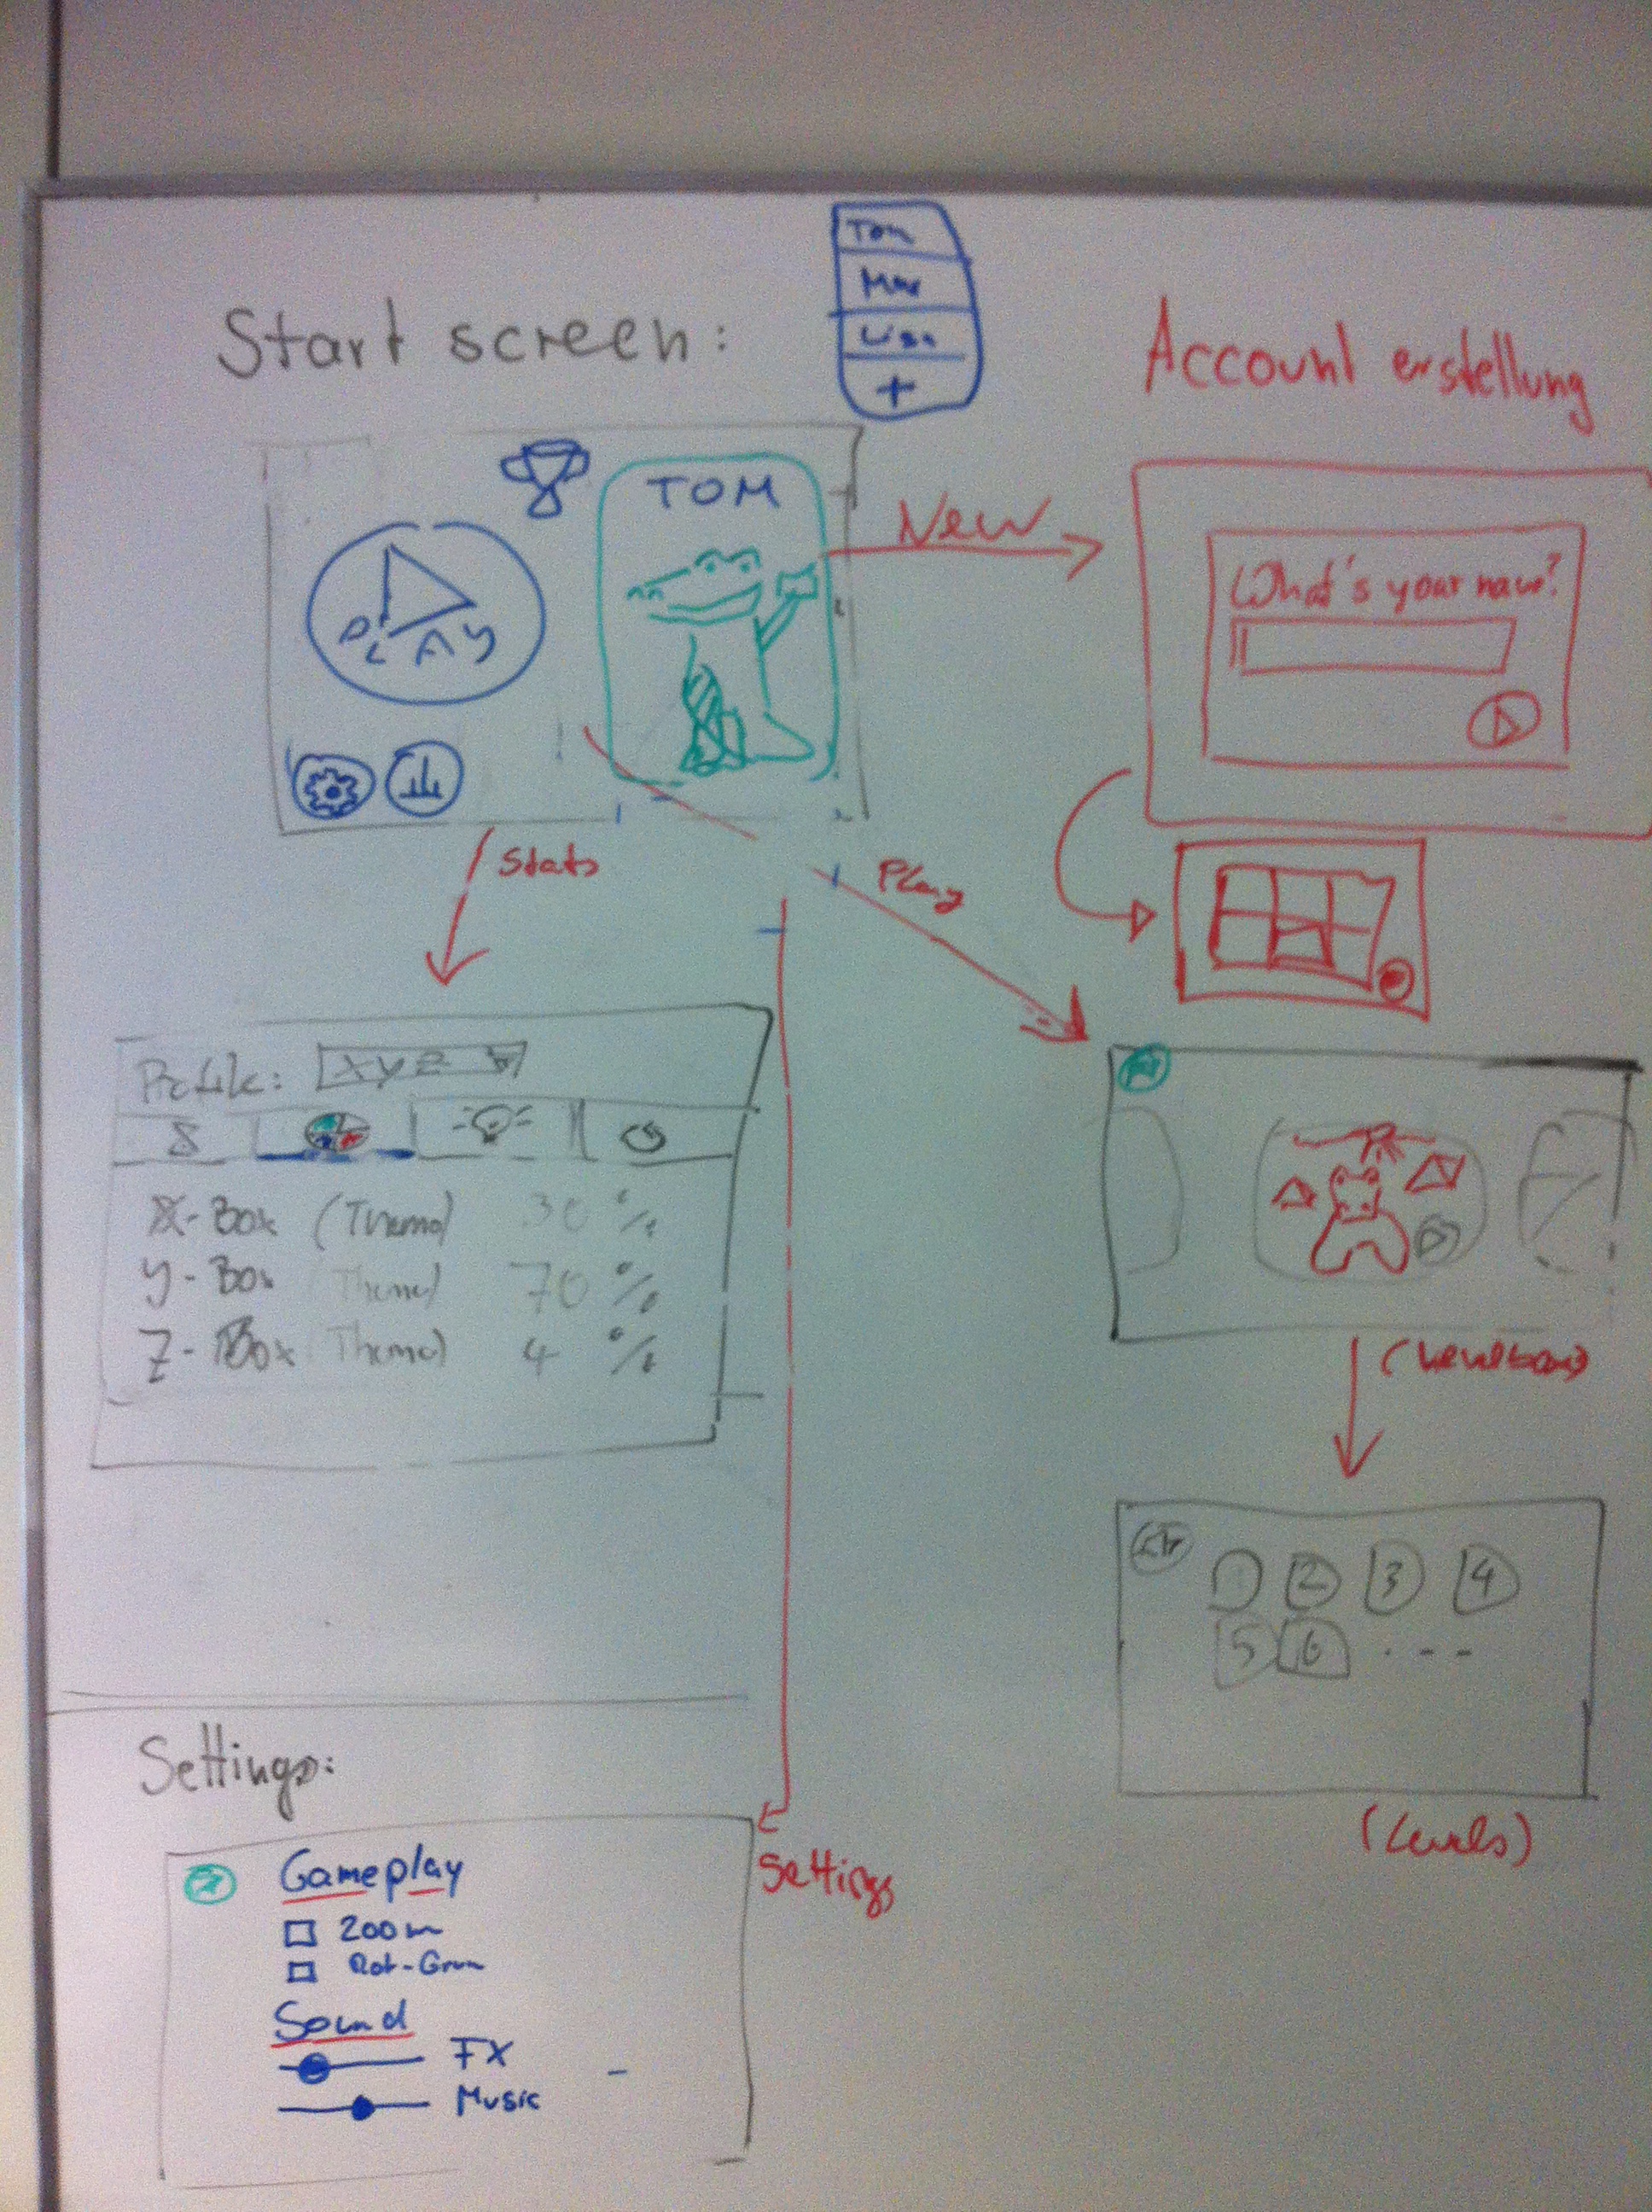 Start screen:
Tom
Max
Lisa
+
TOM
PLAY
New
Account erstellung
What's your name?
Stats
Play
Profile: xyz
X-Box (Thema) 30 %
y-Box (Thema) 70 %
Z-Box (Thema) 4 %
(Levelbox)
1 2 3 4
5 6 . - -
(Levels)
Settings:
Settings
Gameplay
Zoom
Rot-Grün
Sound
FX
Music